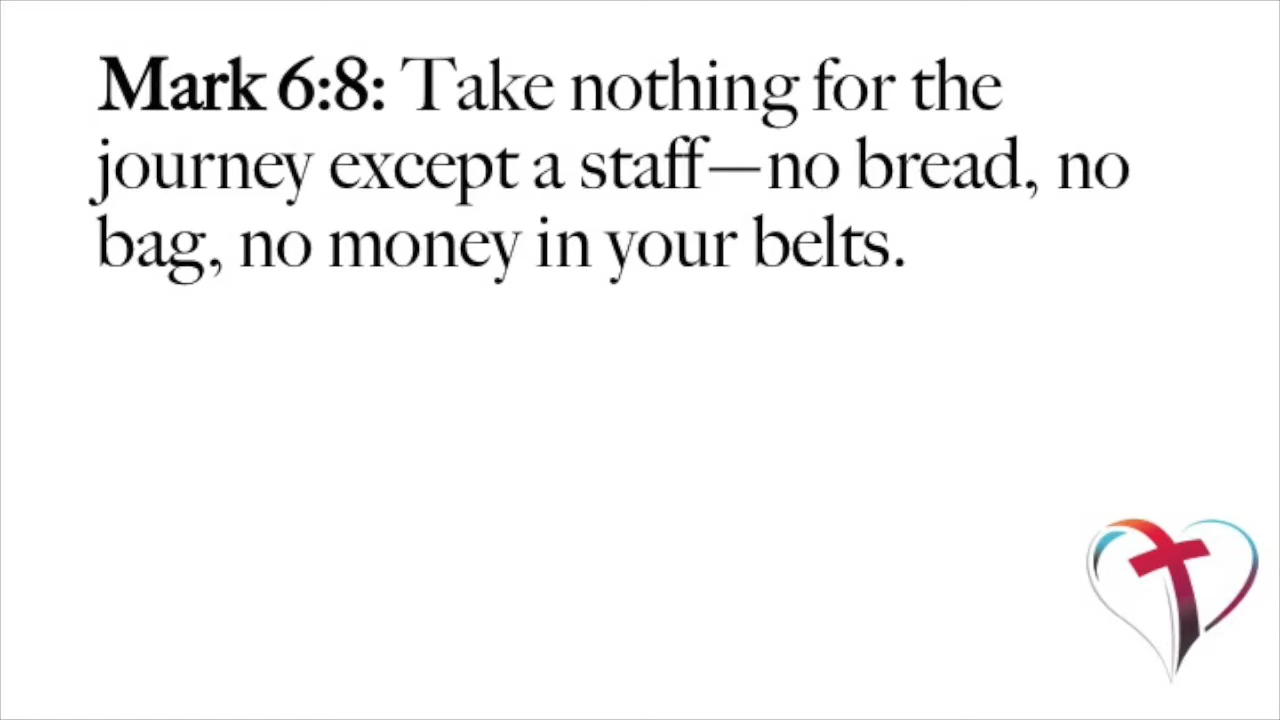 Mark 6:8: Take nothing for the
journey except a staff—no bread, no
bag, no money in your belts.